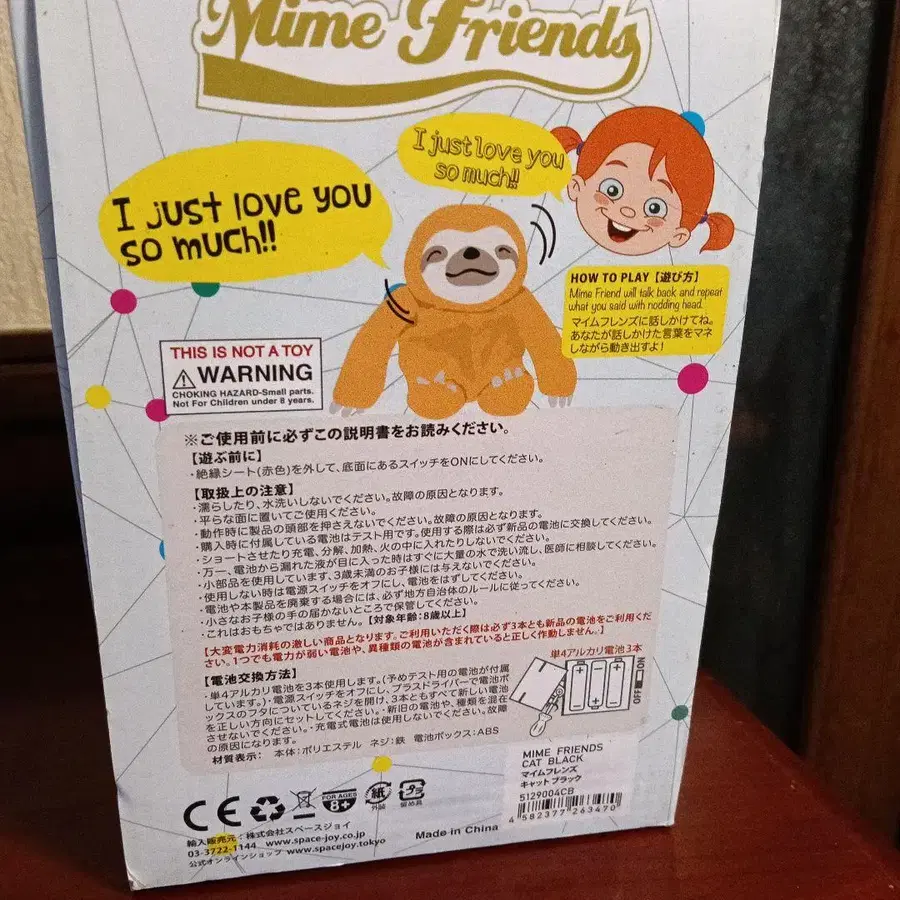 Mime Friends
I just love you
so much!!
I just love you
so much!!
HOW TO PLAY【遊び方】
Mime Friend will talk back and repeat
what you said with nodding head.
マイムフレンズに話しかけてね。
あなたが話しかけた言葉をマネ
しながら動き出すよ！
THIS IS NOT A TOY
WARNING
CHOKING HAZARD-Small parts.
Not For Children under 8 years.
※ご使用前に必ずこの説明書をお読みください。
【遊ぶ前に】
・絶縁シート(赤色)を外して、底面にあるスイッチをONにしてください。
【取扱上の注意】
・濡らしたり、水洗いしないでください。故障の原因となります。
・平らな面に置いてご使用ください。
・動作時に製品の頭部を押さえないでください。故障の原因となります。
・購入時に付属している電池はテスト用です。使用する際は必ず新品の電池に交換してください。
・ショートさせたり充電、分解、加熱、火の中に入れたりしないでください。
・万一、電池から漏れた液が目に入った時はすぐに大量の水で洗い流し、医師に相談してください。
・小部品を使用しています、3歳未満のお子様には与えないでください。
・使用しない時は電源スイッチをオフにし、電池をはずしてください。
・電池や本製品を廃棄する場合には、必ず地方自治体のルールに従ってください。
・小さなお子様の手の届かないところで保管してください。
・これはおもちゃではありません。【対象年齢:8歳以上】
【大変電力消耗の激しい商品となります。ご利用いただく際は必ず3本とも新品の電池をご利用くだ
さい。1つでも電力が弱い電池や、異種類の電池が含まれていると正しく作動しません。】
【電池交換方法】
・単4アルカリ電池を3本使用します。(予めテスト用の電池が付属
しています。)・電源スイッチをオフにし、プラスドライバーで電池ボ
ックスのフタについているネジを開け、3本ともすべて新しい電池
を正しい方向にセットしてください。・新旧の電池や、種類を混在
させないでください。・充電式電池は使用しないでください。故障
の原因になります。
材質表示: 本体:ポリエステル ネジ:鉄 電池ボックス:ABS
単4アルカリ電池3本
OFF ON
MIME FRIENDS
CAT BLACK
マイムフレンズ
キャット ブラック
5129004CB
4 582377 263470
CE
FOR AGES
8+
紙
外装
プラ
留め具
輸入販売元：株式会社スペースジョイ
03-3722-1144 www.space-joy.co.jp
公式オンラインショップ www.spacejoy.tokyo
Made in China